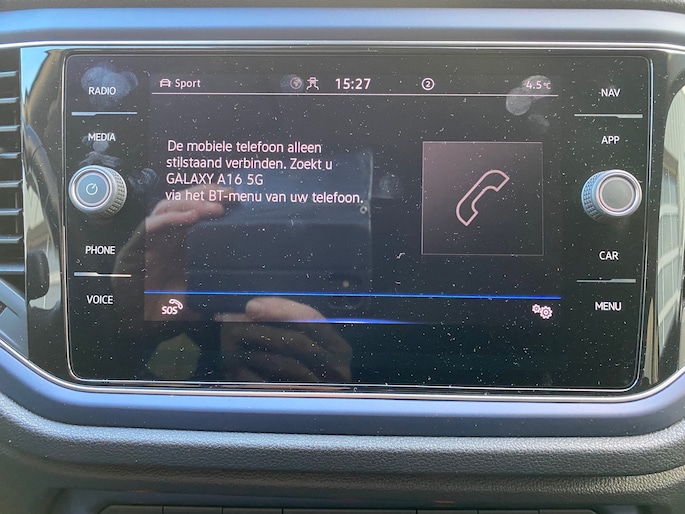 RADIO
MEDIA
PHONE
VOICE
Sport
15:27
2
4.5°C
De mobiele telefoon alleen
stilstaand verbinden. Zoekt u
GALAXY A16 5G
via het BT-menu van uw telefoon.
SOS
NAV
APP
CAR
MENU